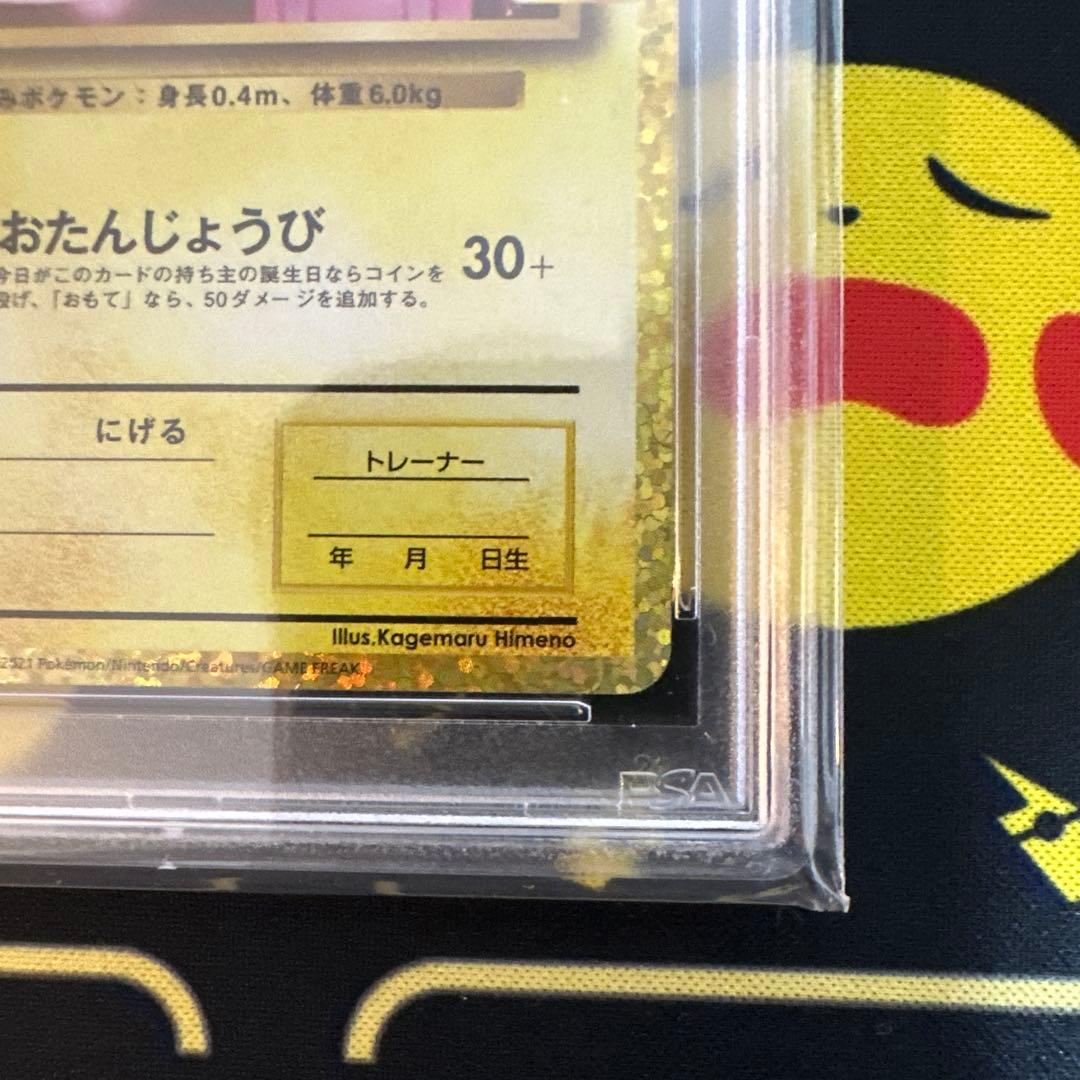 みポケモン：身長0.4m、体重6.0kg
おたんじょうび 30+
今日がこのカードの持ち主の誕生日ならコインを
投げ、「おもて」なら、50ダメージを追加する。
にげる
トレーナー
年 月 日生
Illus.Kagemaru Himeno
2021 Pokémon/Nintendo/Creatures/GAME FREAK
PSA